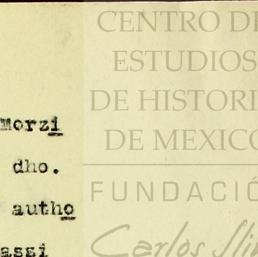 CENTRO DE
ESTUDIOS
DE HISTORI
DE MEXICO
Morzi
dho.
FUNDACIÓ
autho
Carlos Slim
assi